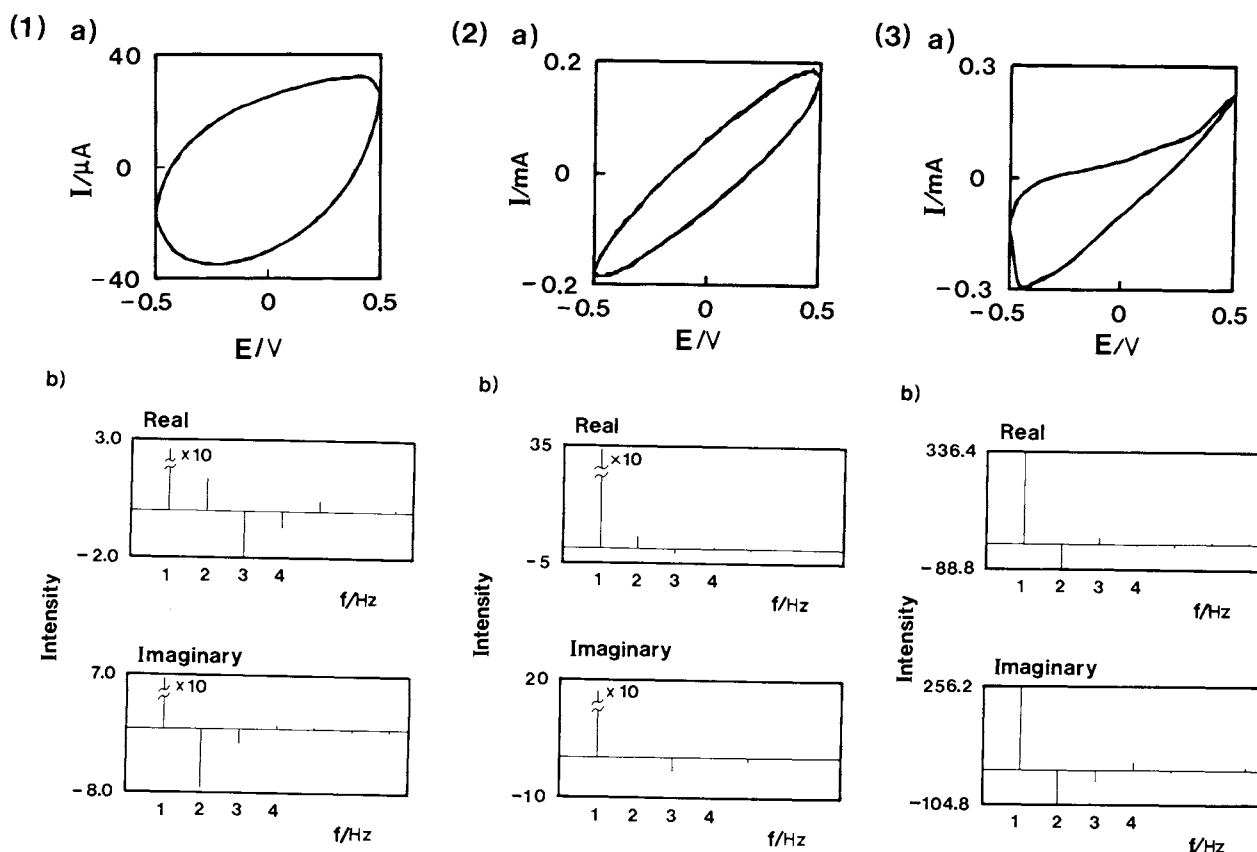 (1) a)
40
0
−40
I/μA
−0.5 0 0.5
E/V
b)
Real
3.0
×10
−2.0
1 2 3 4
f/Hz
Intensity
Imaginary
7.0
×10
−8.0
1 2 3 4
f/Hz
(2) a)
0.2
0
−0.2
I/mA
−0.5 0 0.5
E/V
b)
Real
35
×10
−5
1 2 3 4
f/Hz
Intensity
Imaginary
20
×10
−10
1 2 3 4
f/Hz
(3) a)
0.3
0
−0.3
I/mA
−0.5 0 0.5
E/V
b)
Real
336.4
−88.8
1 2 3 4
f/Hz
Intensity
Imaginary
256.2
−104.8
1 2 3 4
f/Hz